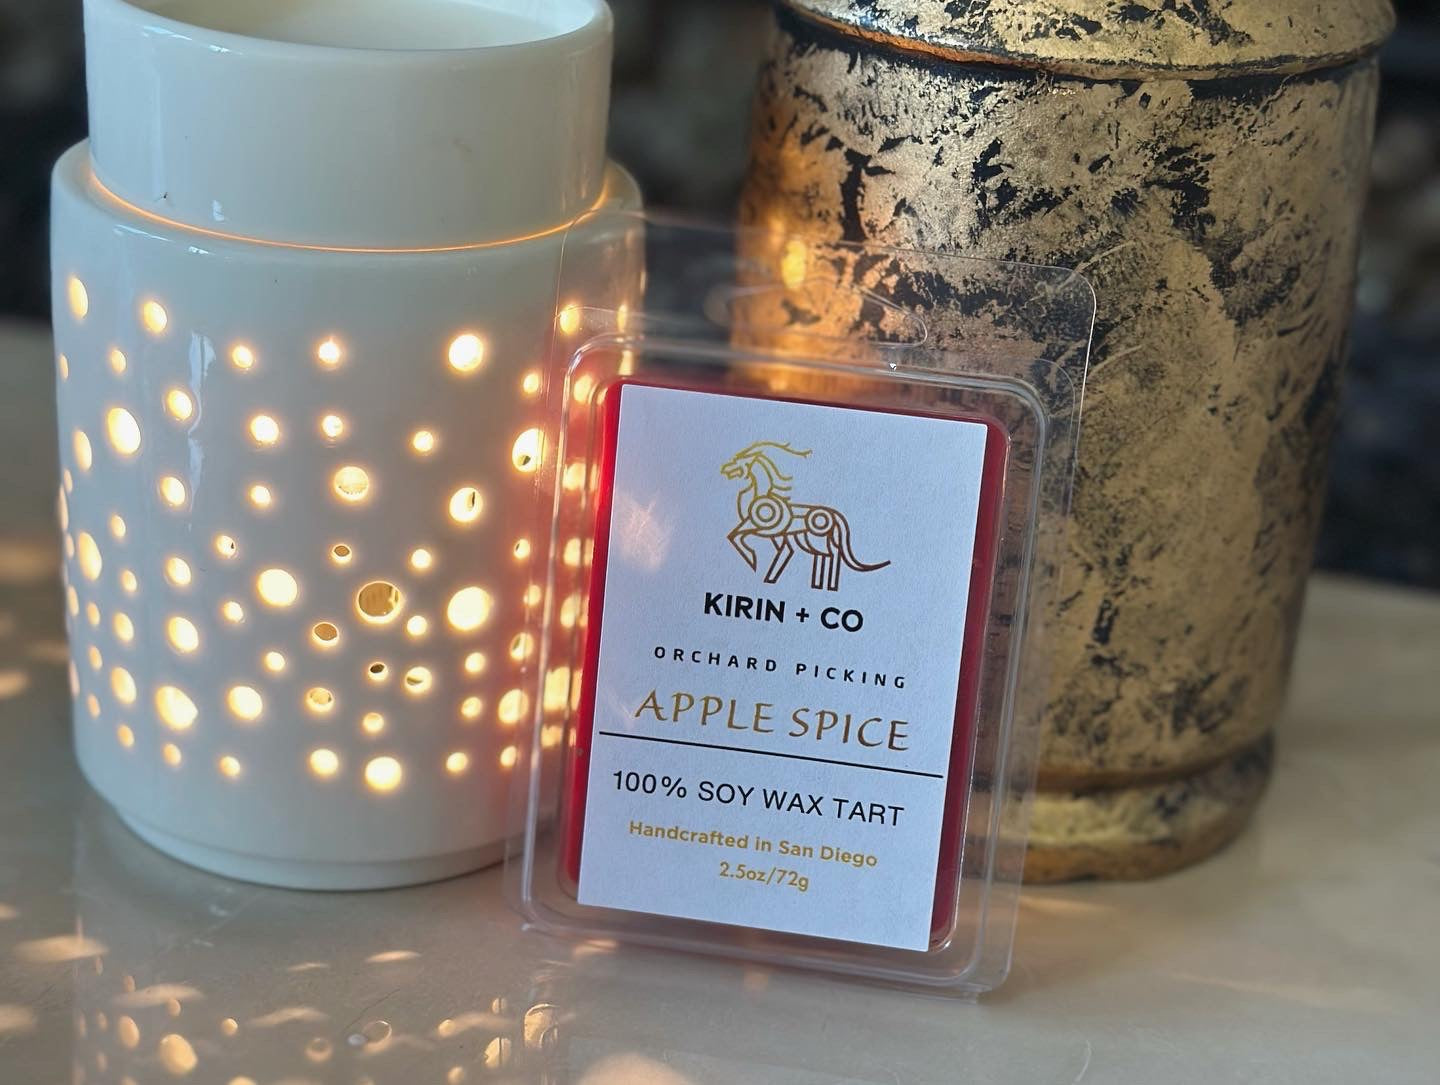 KIRIN + CO
ORCHARD PICKING
APPLE SPICE
100% SOY WAX TART
Handcrafted in San Diego
2.5oz/72g